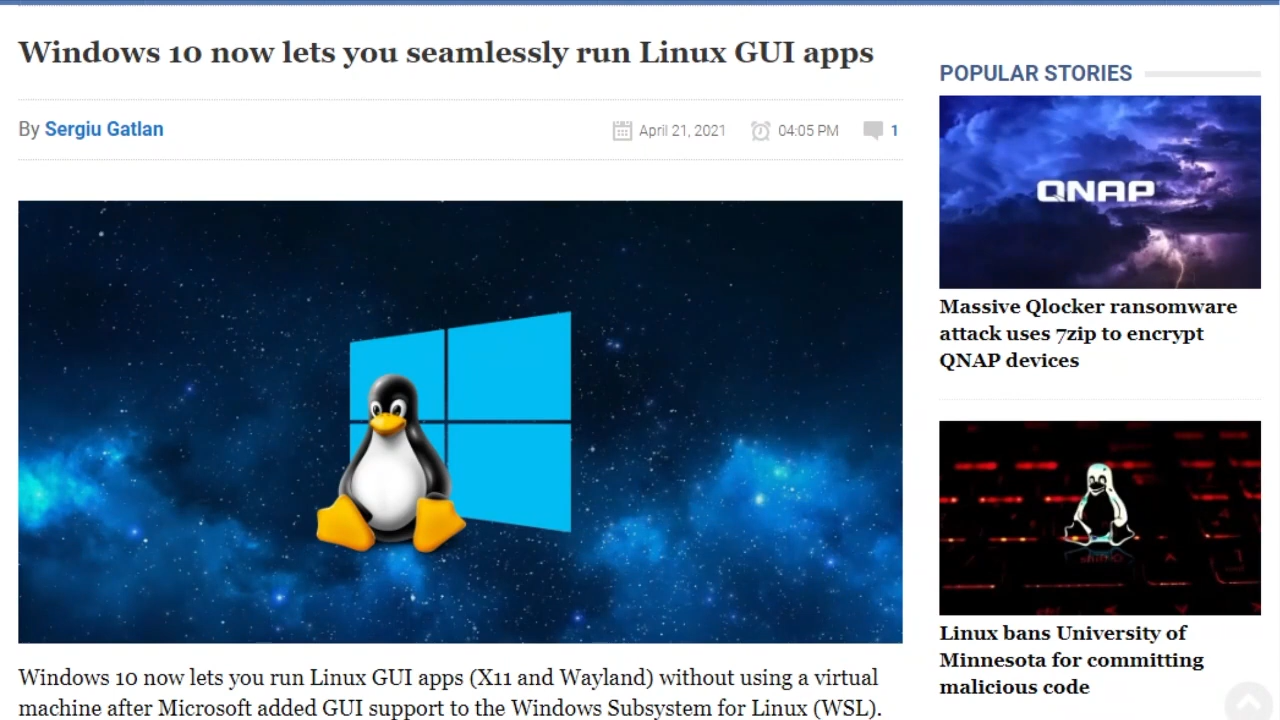 Windows 10 now lets you seamlessly run Linux GUI apps
By Sergiu Gatlan
April 21, 2021
04:05 PM
1
Windows 10 now lets you run Linux GUI apps (X11 and Wayland) without using a virtual
machine after Microsoft added GUI support to the Windows Subsystem for Linux (WSL).
POPULAR STORIES
QNAP
Massive Qlocker ransomware
attack uses 7zip to encrypt
QNAP devices
Linux bans University of
Minnesota for committing
malicious code